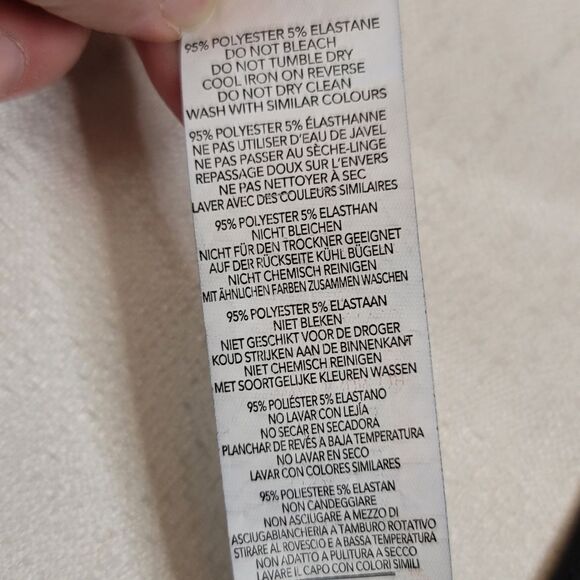 95% POLYESTER 5% ELASTANE
DO NOT BLEACH
DO NOT TUMBLE DRY
COOL IRON ON REVERSE
DO NOT DRY CLEAN
WASH WITH SIMILAR COLOURS
95% POLYESTER 5% ÉLASTHANNE
NE PAS UTILISER D'EAU DE JAVEL
NE PAS PASSER AU SÈCHE-LINGE
REPASSAGE DOUX SUR L'ENVERS
NE PAS NETTOYER À SEC
LAVER AVEC DES COULEURS SIMILAIRES
95% POLYESTER 5% ELASTHAN
NICHT BLEICHEN
NICHT FÜR DEN TROCKNER GEEIGNET
AUF DER RÜCKSEITE KÜHL BÜGELN
NICHT CHEMISCH REINIGEN
MIT ÄHNLICHEN FARBEN ZUSAMMEN WASCHEN
95% POLYESTER 5% ELASTAAN
NIET BLEKEN
NIET GESCHIKT VOOR DE DROGER
KOUD STRIJKEN AAN DE BINNENKANT
NIET CHEMISCH REINIGEN
MET SOORTGELIJKE KLEUREN WASSEN
95% POLIÉSTER 5% ELASTANO
NO LAVAR CON LEJÍA
NO SECAR EN SECADORA
PLANCHAR DE REVÉS A BAJA TEMPERATURA
NO LAVAR EN SECO
LAVAR CON COLORES SIMILARES
95% POLIESTERE 5% ELASTAN
NON CANDEGGIARE
NON ASCIUGARE A MEZZO DI
ASCIUGABIANCHERIA A TAMBURO ROTATIVO
STIRARE AL ROVESCIO E A BASSA TEMPERATURA
NON ADATTO A PULITURA A SECCO
LAVARE IL CAPO CON COLORI SIMILI